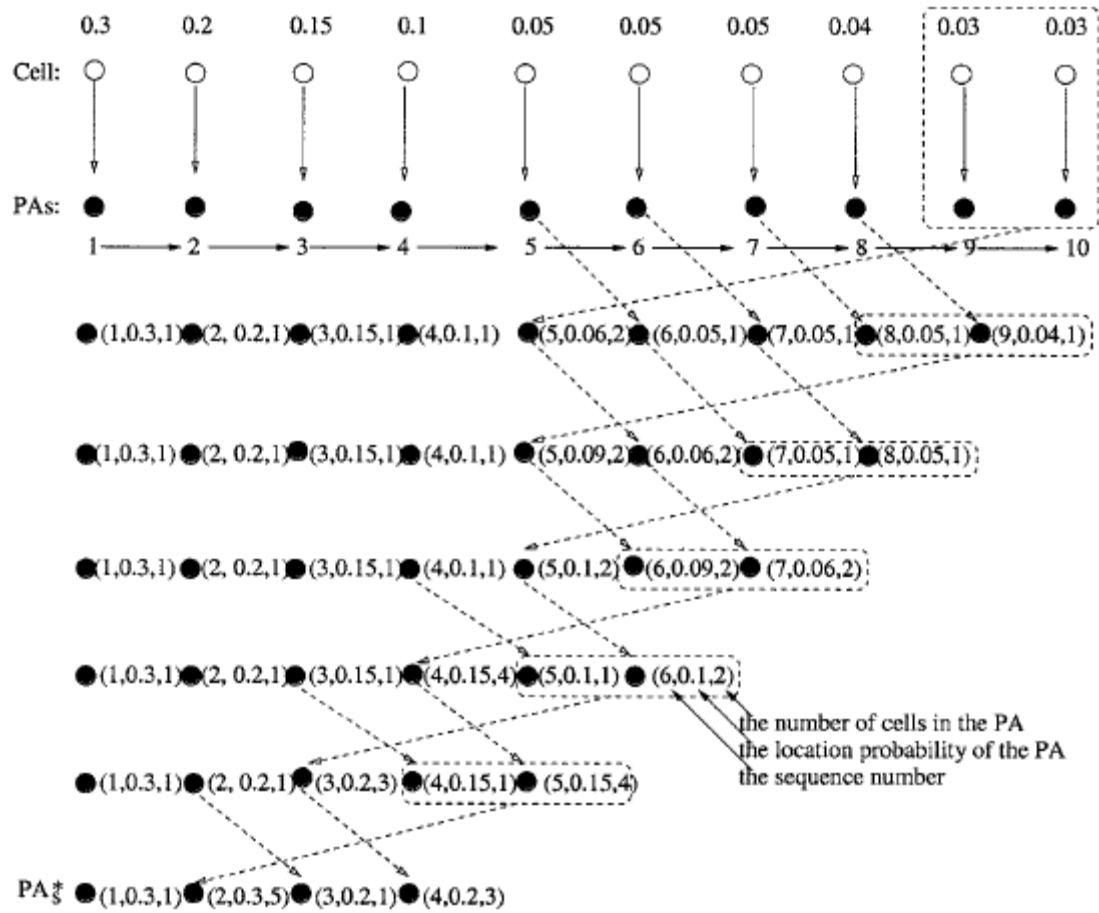 0.3 0.2 0.15 0.1 0.05 0.05 0.05 0.04 0.03 0.03
Cell:
PAs:
1 2 3 4 5 6 7 8 9 10
(1,0.3,1) (2, 0.2,1) (3,0.15,1) (4,0.1,1) (5,0.06,2) (6,0.05,1) (7,0.05,1) (8,0.05,1) (9,0.04,1)
(1,0.3,1) (2, 0.2,1) (3,0.15,1) (4,0.1,1) (5,0.09,2) (6,0.06,2) (7,0.05,1) (8,0.05,1)
(1,0.3,1) (2, 0.2,1) (3,0.15,1) (4,0.1,1) (5,0.1,2) (6,0.09,2) (7,0.06,2)
(1,0.3,1) (2, 0.2,1) (3,0.15,1) (4,0.15,4) (5,0.1,1) (6,0.1,2)
the number of cells in the PA
the location probability of the PA
the sequence number
(1,0.3,1) (2, 0.2,1) (3,0.2,3) (4,0.15,1) (5,0.15,4)
PA*ξ (1,0.3,1) (2,0.3,5) (3,0.2,1) (4,0.2,3)